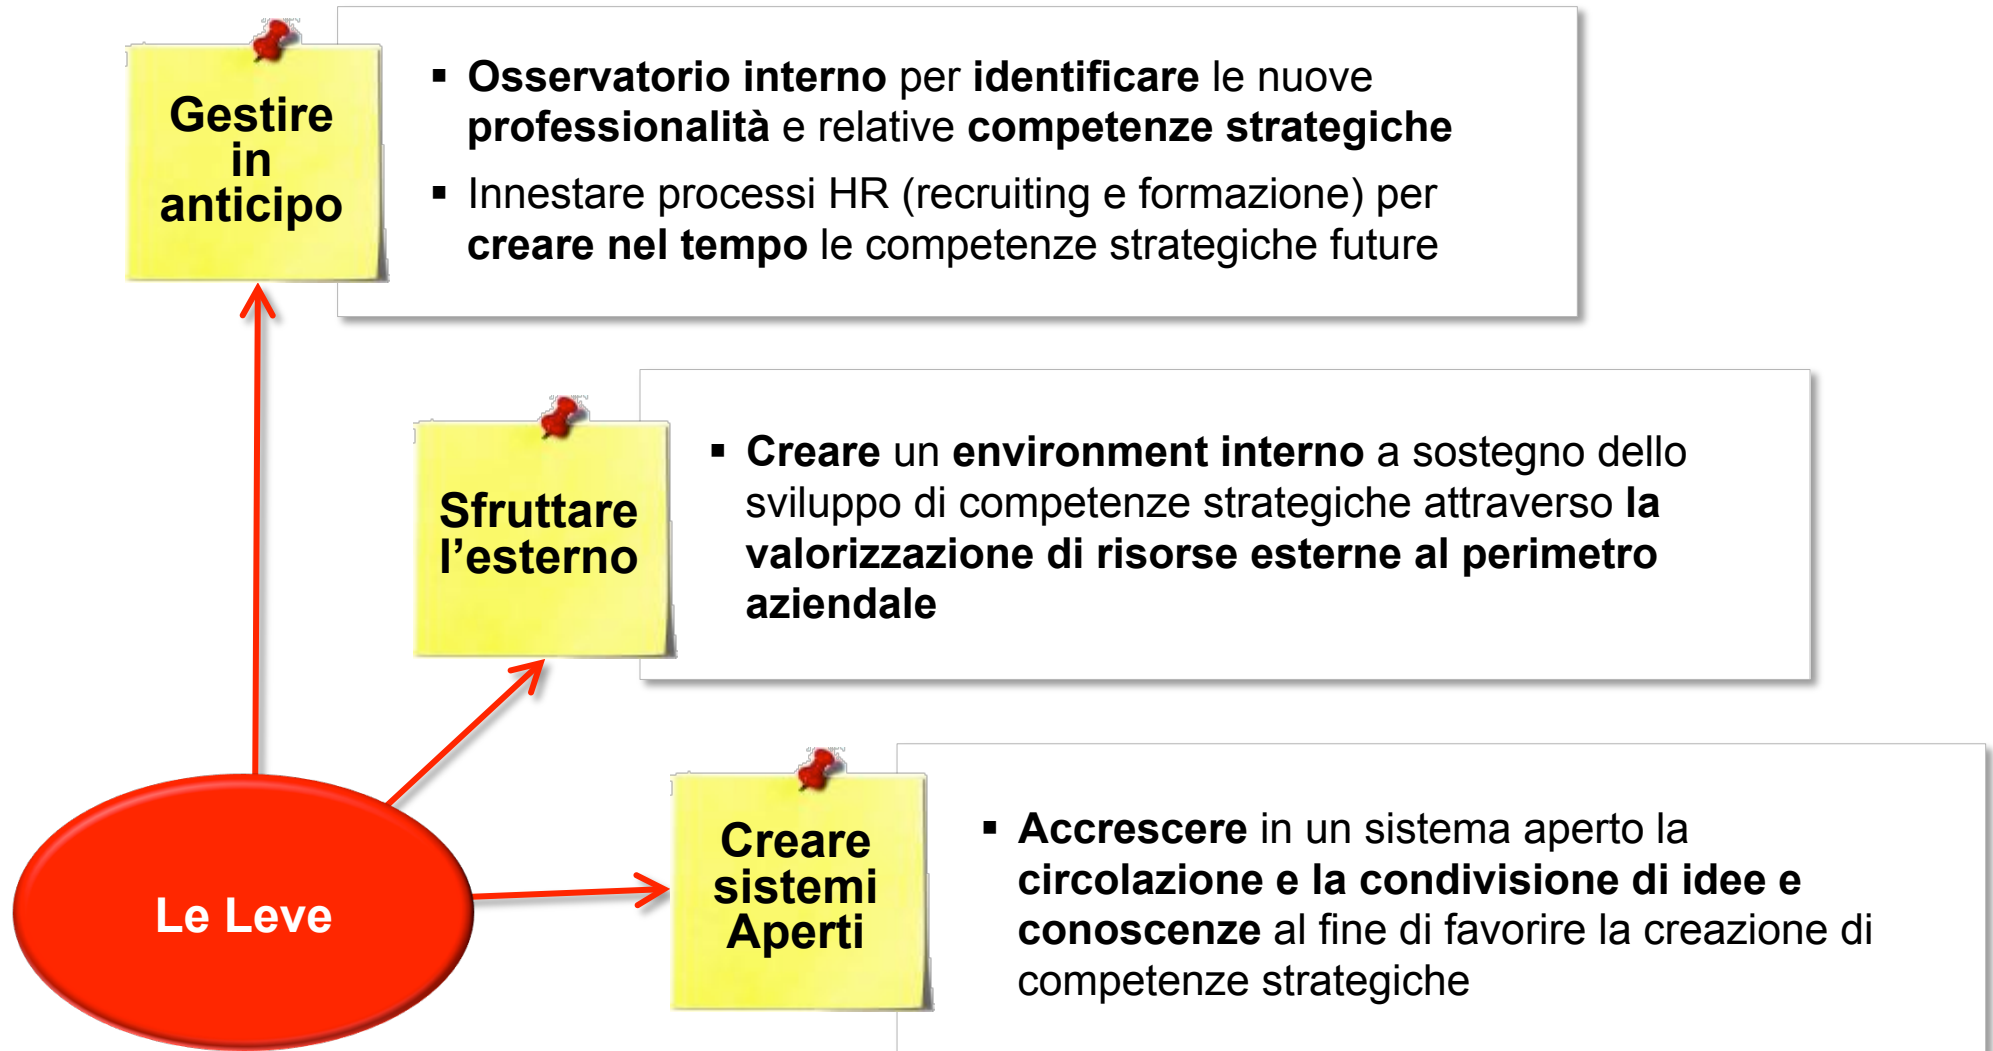 Gestire
in
anticipo
▪ Osservatorio interno per identificare le nuove
professionalità e relative competenze strategiche
▪ Innestare processi HR (recruiting e formazione) per
creare nel tempo le competenze strategiche future
Sfruttare
l’esterno
▪ Creare un environment interno a sostegno dello
sviluppo di competenze strategiche attraverso la
valorizzazione di risorse esterne al perimetro
aziendale
Le Leve
Creare
sistemi
Aperti
▪ Accrescere in un sistema aperto la
circolazione e la condivisione di idee e
conoscenze al fine di favorire la creazione di
competenze strategiche